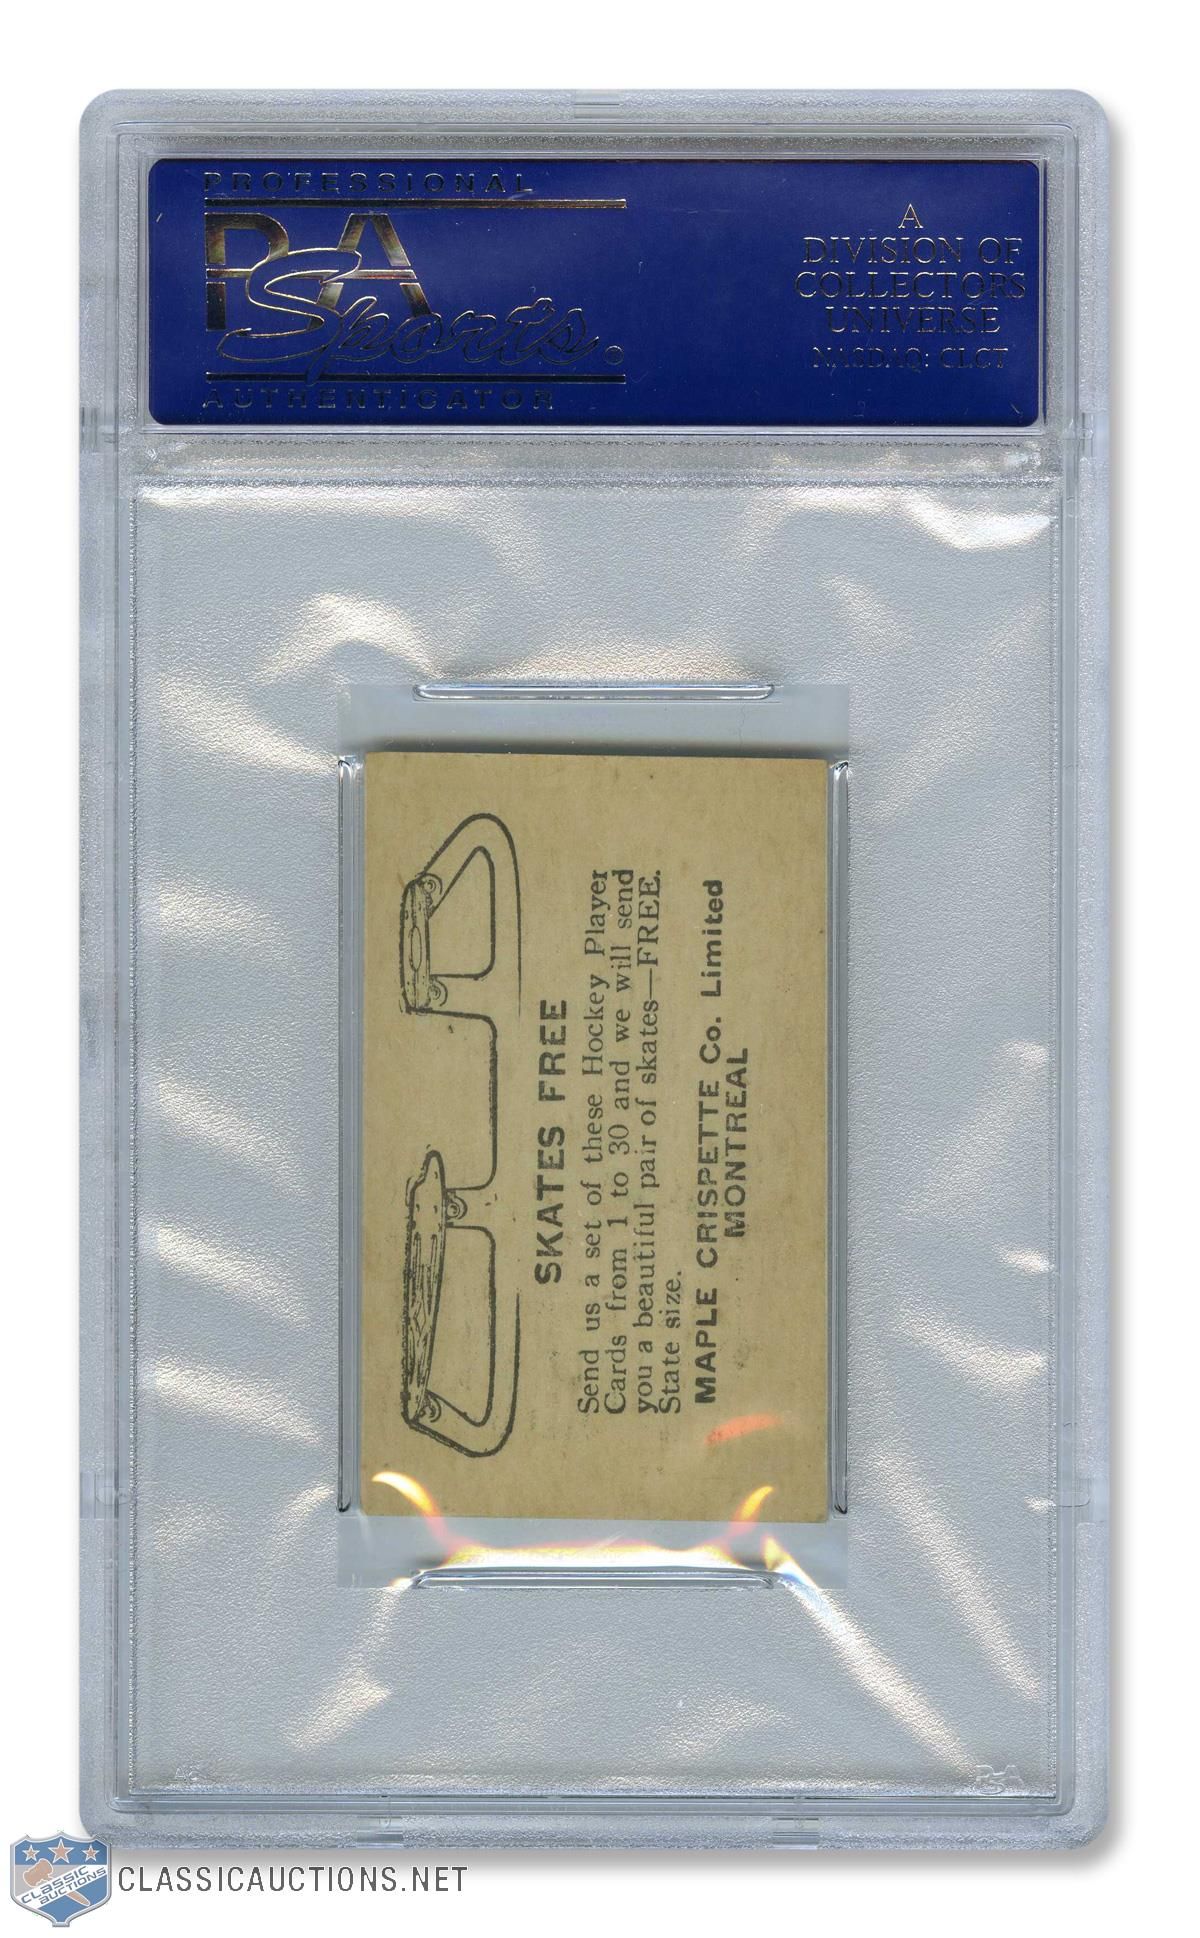 PROFESSIONAL
PSA
Sports®
AUTHENTICATOR
A
DIVISION OF
COLLECTORS
UNIVERSE
NASDAQ: CLCT
SKATES FREE
Send us a set of these Hockey Player
Cards from 1 to 30 and we will send
you a beautiful pair of skates—FREE.
State size.
MAPLE CRISPETTE Co. Limited
MONTREAL
PSA
CLASSIC
AUCTIONS
CLASSICAUCTIONS.NET